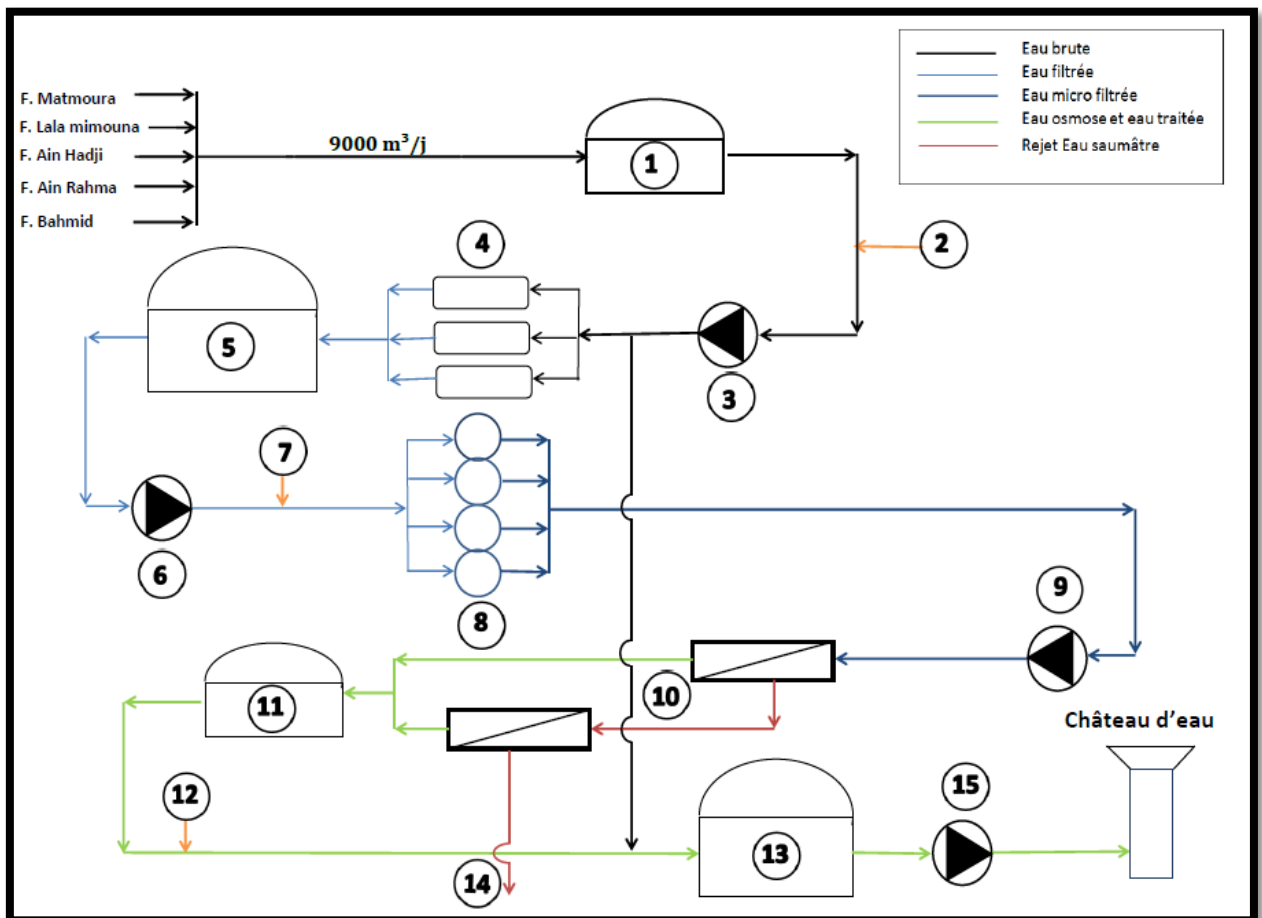 Eau brute
Eau filtrée
Eau micro filtrée
Eau osmose et eau traitée
Rejet Eau saumâtre
F. Matmoura
F. Lala mimouna
F. Ain Hadji
F. Ain Rahma
F. Bahmid
9000 m³/j
1
2
3
4
5
6
7
8
9
10
11
Château d'eau
12
13
14
15